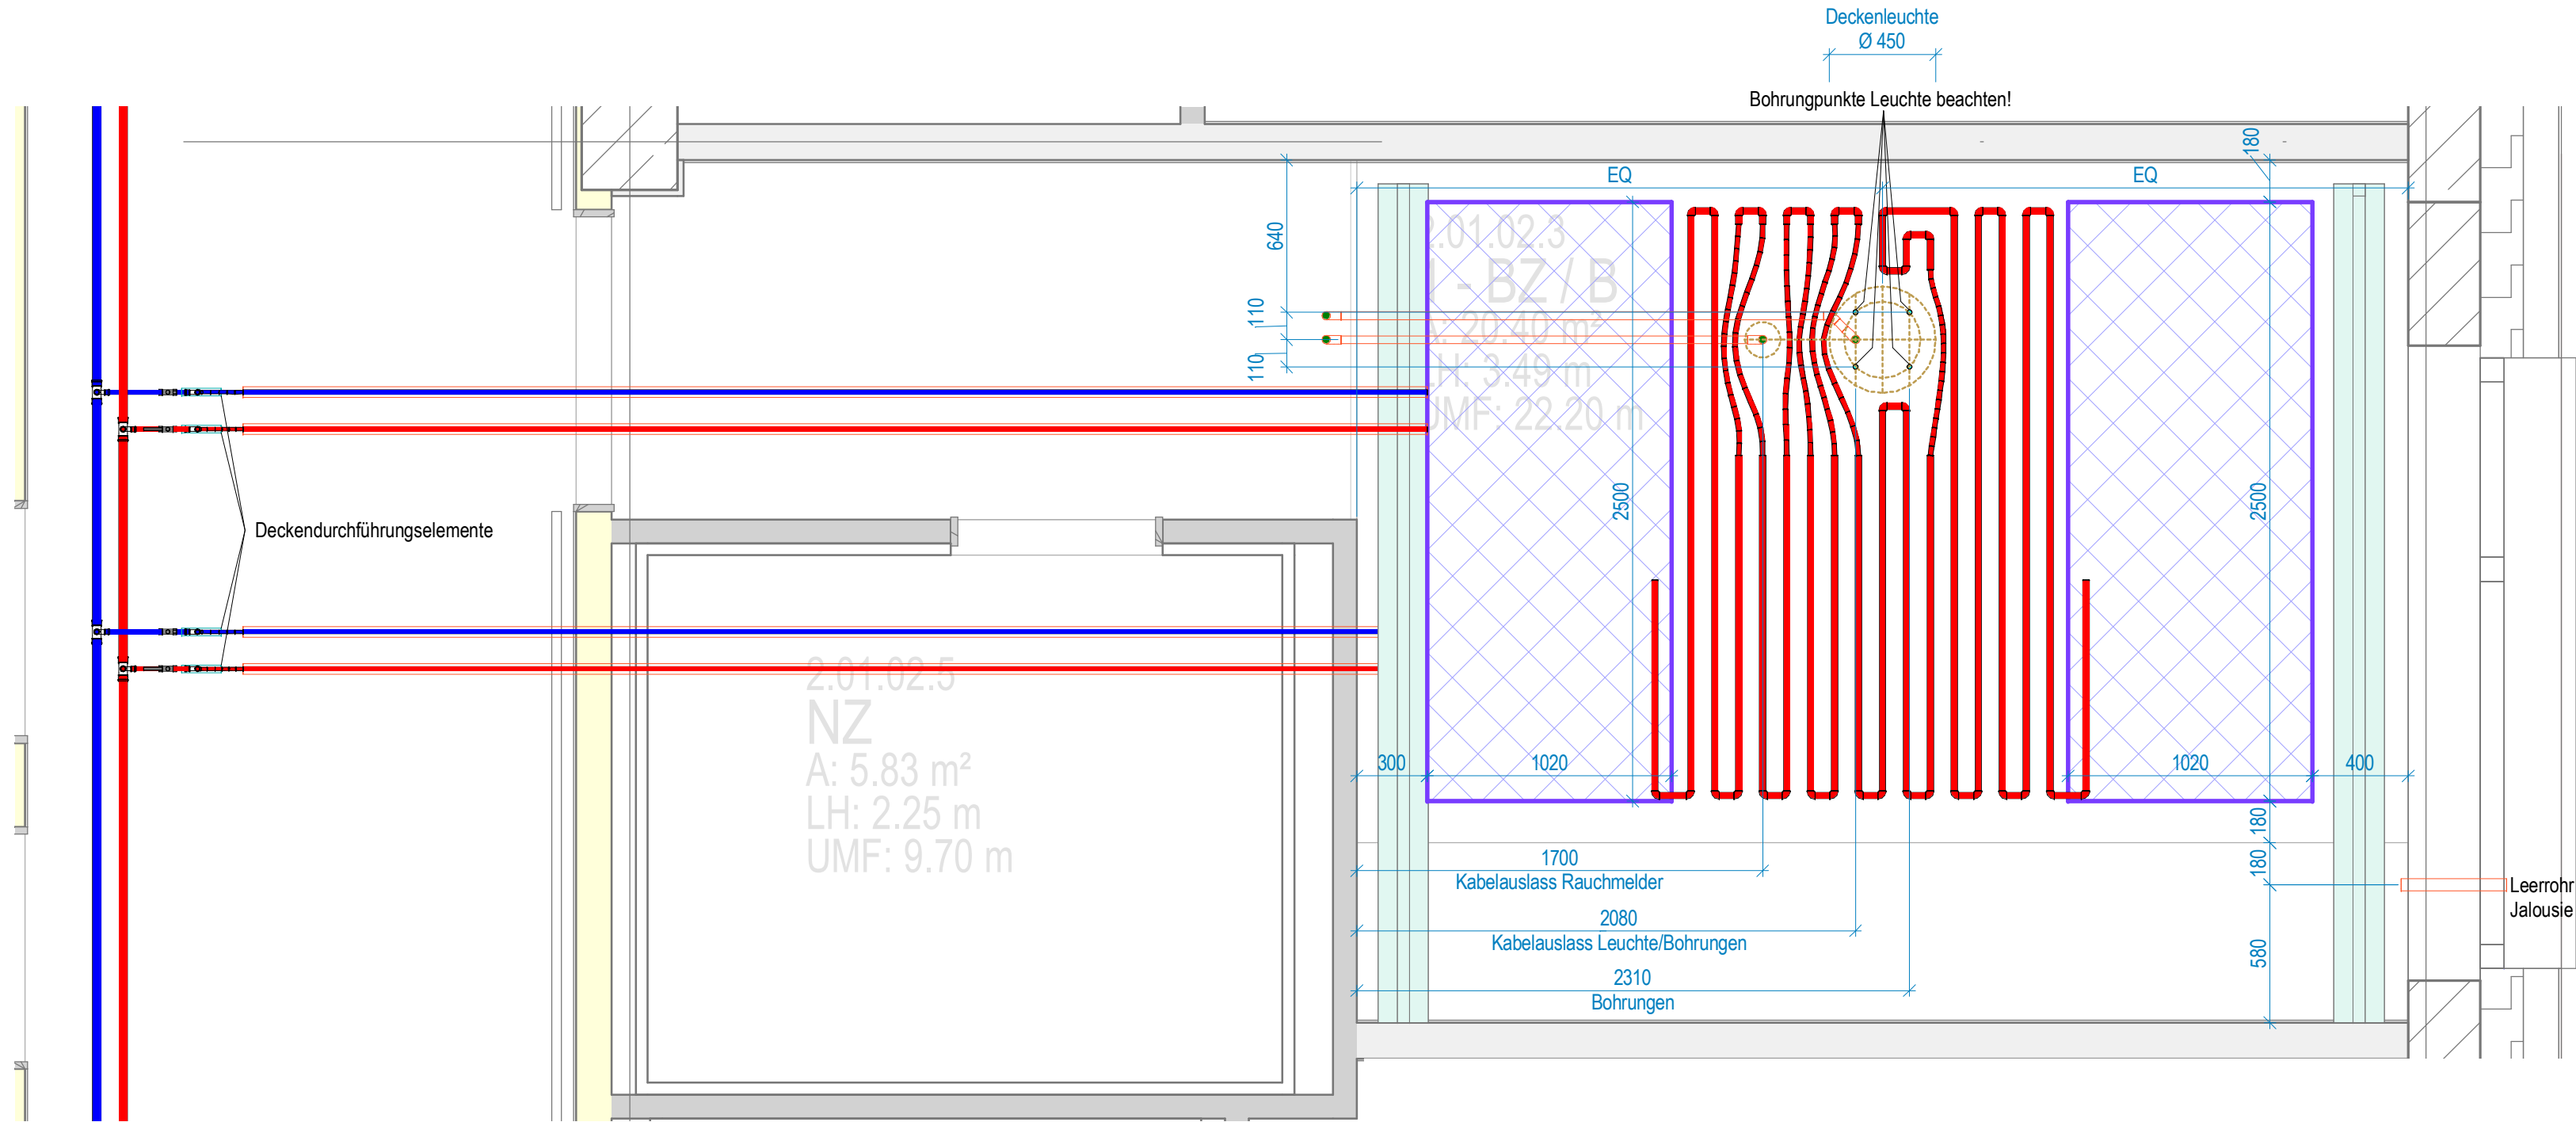 Deckenleuchte
Ø 450
Bohrungpunkte Leuchte beachten!
180
EQ
EQ
640
2.01.02.3
- BZ / B
A: 20.40 m²
LH: 3.49 m
UMF: 22.20 m
110
110
2500
2500
Deckendurchführungselemente
2.01.02.5
NZ
A: 5.83 m²
LH: 2.25 m
UMF: 9.70 m
300
1020
1020
400
180
180
1700
Kabelauslass Rauchmelder
2080
Kabelauslass Leuchte/Bohrungen
2310
Bohrungen
580
Leerrohr
Jalousie